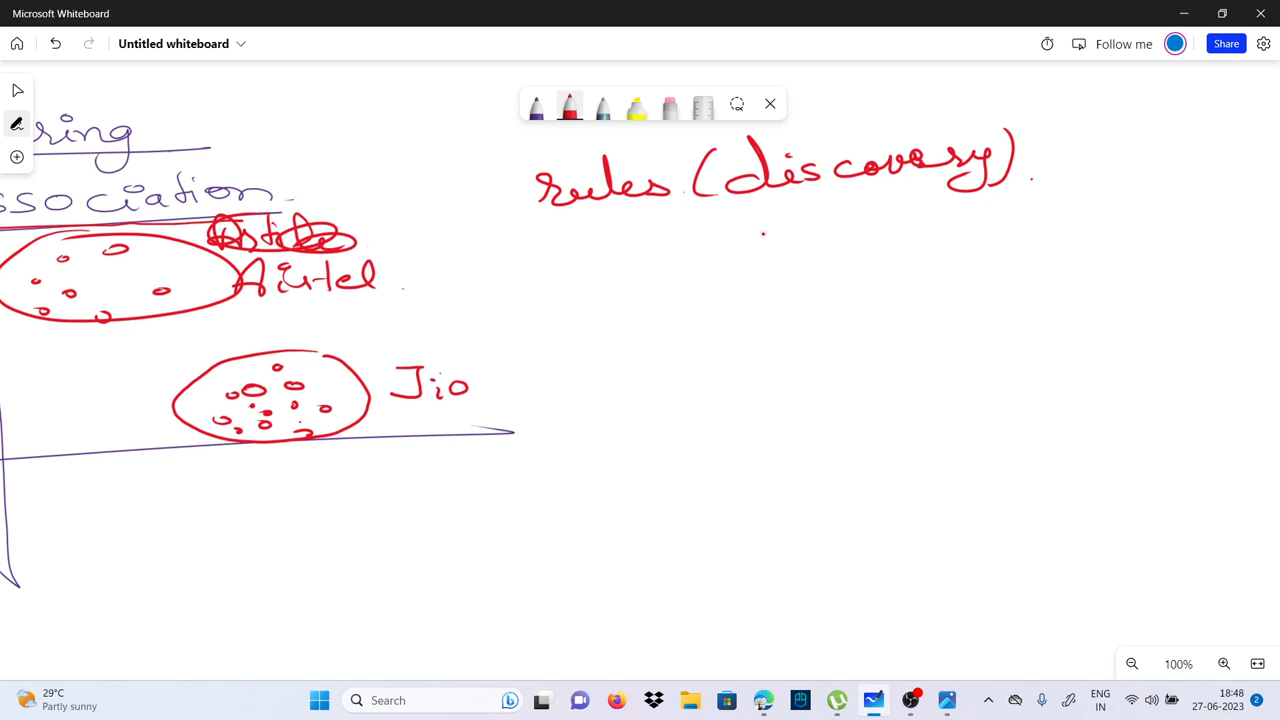 Microsoft Whiteboard
Untitled whiteboard
Follow me
Share
ring
ssociation
Airtel
Jio
rules (discovery).
100%
29°C
Partly sunny
Search
ENG
IN
18:48
27-06-2023
2